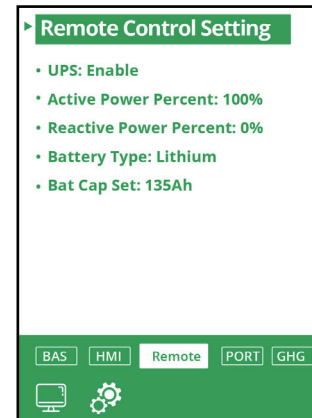 Remote Control Setting
• UPS: Enable
• Active Power Percent: 100%
• Reactive Power Percent: 0%
• Battery Type: Lithium
• Bat Cap Set: 135Ah
BAS HMI Remote PORT GHG